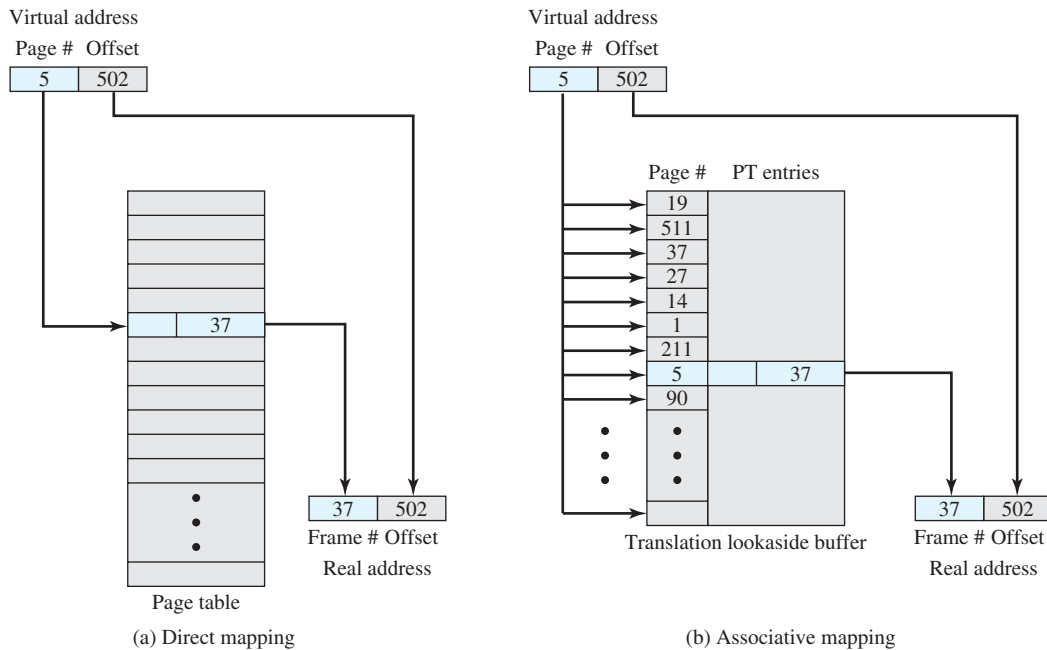 Virtual address
Page # Offset
5 502
37
37 502
Frame # Offset
Real address
Page table
(a) Direct mapping
Virtual address
Page # Offset
5 502
Page # PT entries
19
511
37
27
14
1
211
5 37
90
Translation lookaside buffer
37 502
Frame # Offset
Real address
(b) Associative mapping